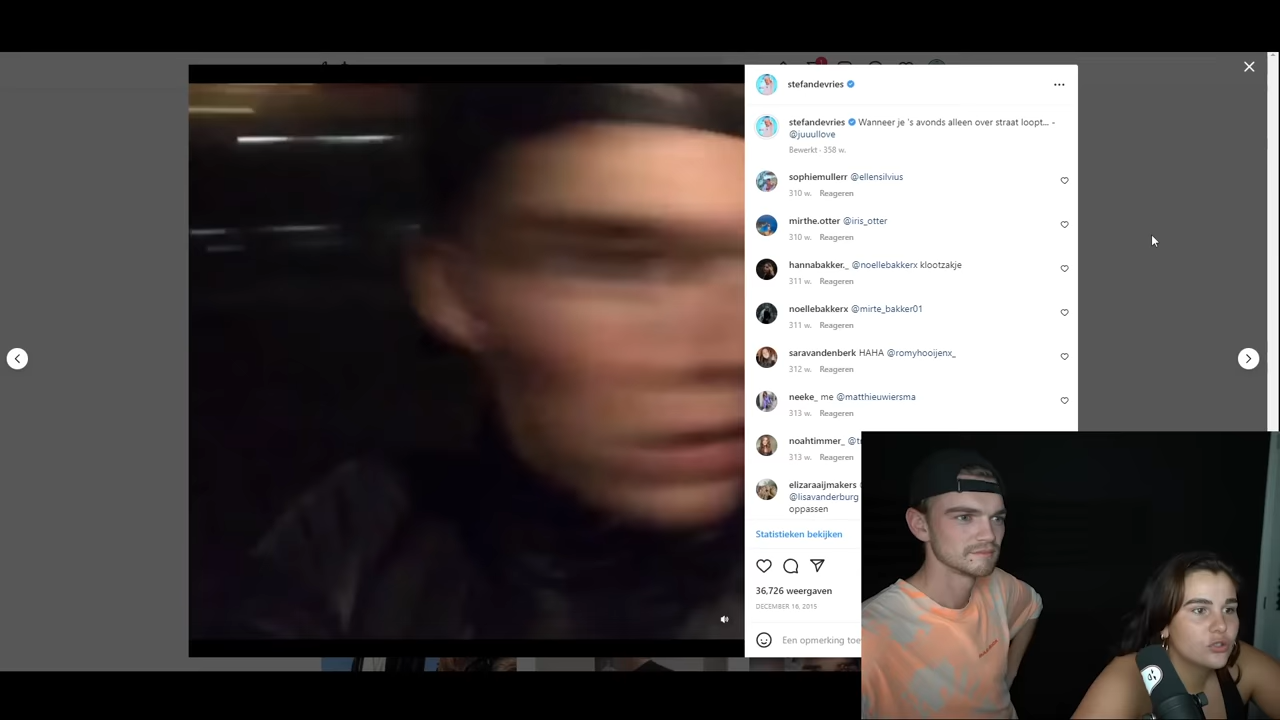 stefandevries
stefandevries Wanneer je 's avonds alleen over straat loopt... -
@juuullove
Bewerkt · 358 w.
sophiemullerr @ellensilvius
310 w. Reageren
mirthe.otter @iris_otter
310 w. Reageren
hannabakker._ @noellebakkerx klootzakje
311 w. Reageren
noellebakkerx @mirte_bakker01
311 w. Reageren
saravandenberk HAHA @romyhooijenx_
312 w. Reageren
neeke_ me @matthieuwiersma
313 w. Reageren
noahtimmer_
313 w. Reageren
elizaraaijmakers
@lisavanderburg
oppassen
Statistieken bekijken
36,726 weergaven
DECEMBER 16, 2015
Een opmerking